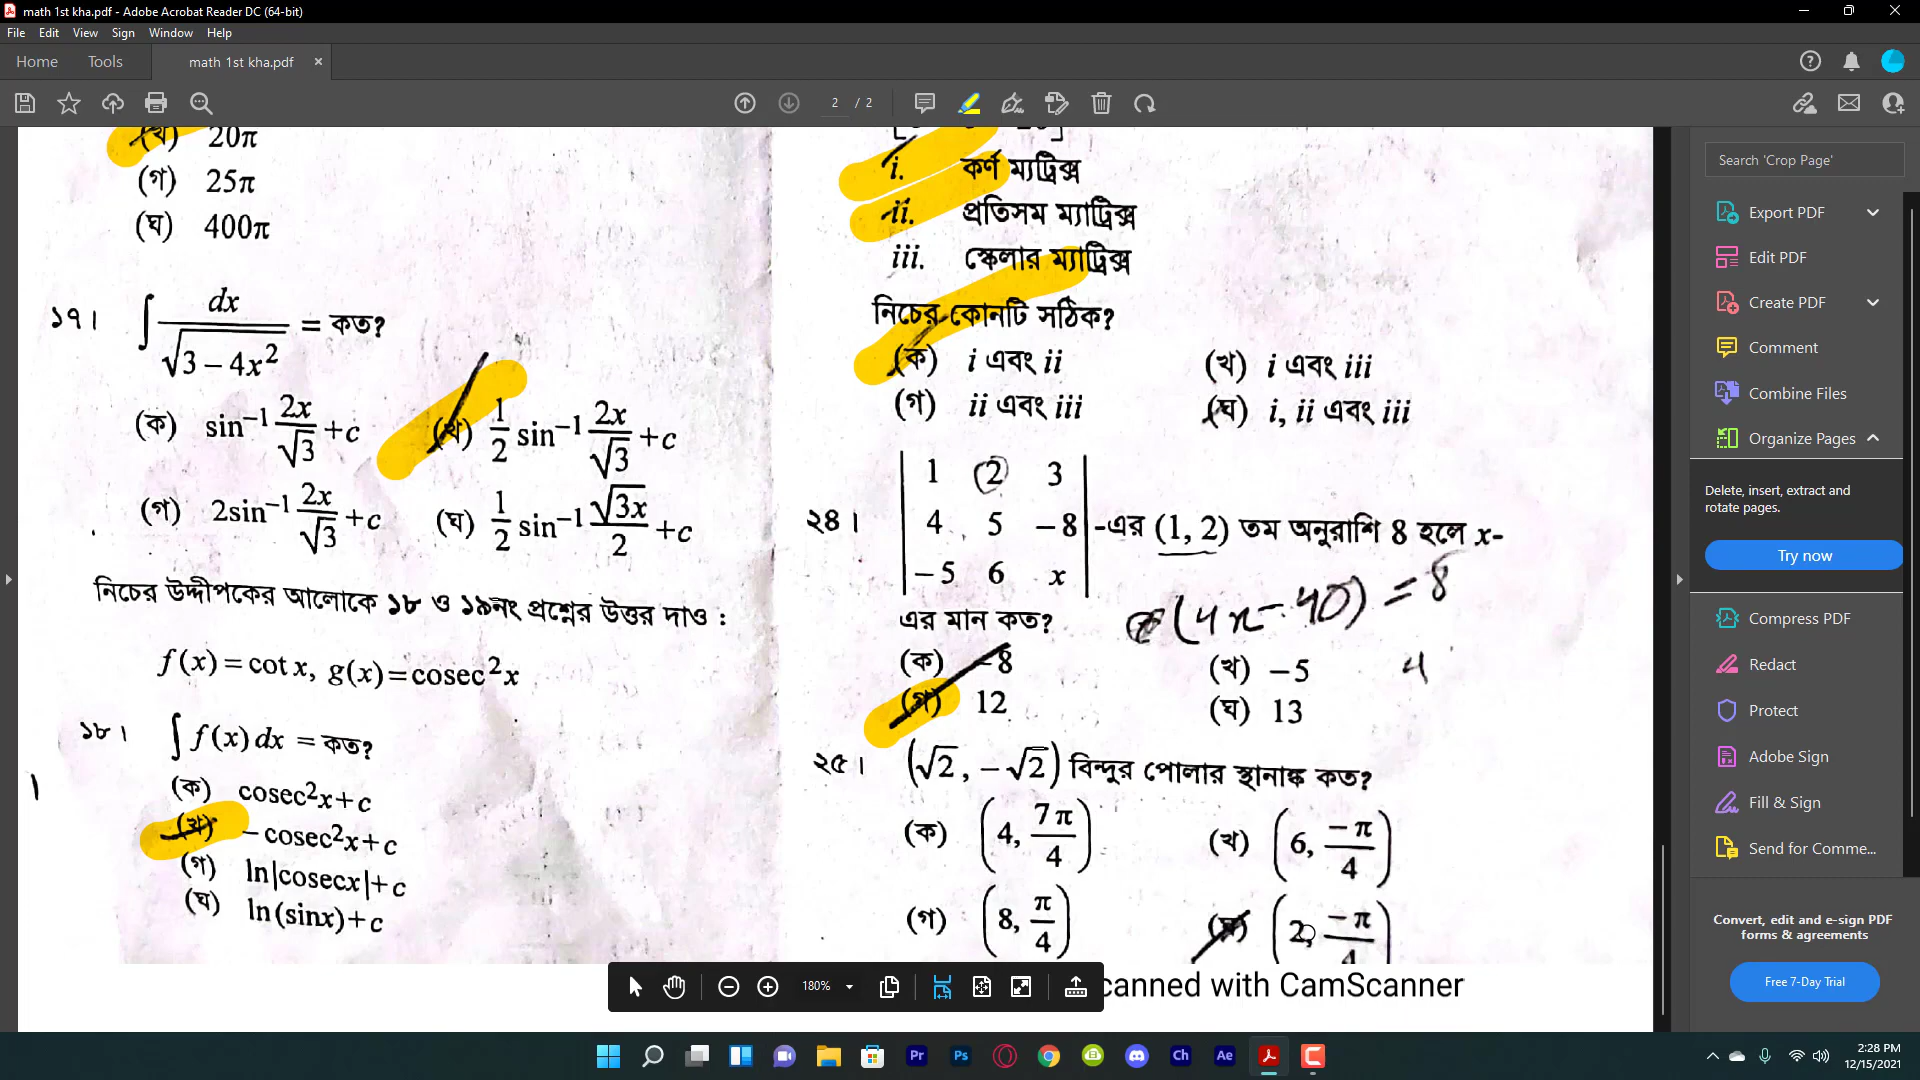 math 1st kha.pdf - Adobe Acrobat Reader DC (64-bit)
File Edit View Sign Window Help
Home Tools math 1st kha.pdf ×
2 / 2
(খ) 20π
(গ) 25π
(ঘ) 400π
১৭। ∫ dx/√(3 – 4x²) = কত?
(ক) sin⁻¹ 2x/√3 + c (খ) 1/2 sin⁻¹ 2x/√3 + c
(গ) 2sin⁻¹ 2x/√3 + c (ঘ) 1/2 sin⁻¹ √3x/2 + c
নিচের উদ্দীপকের আলোকে ১৮ ও ১৯নং প্রশ্নের উত্তর দাও :
f(x) = cot x, g(x) = cosec²x
১৮। ∫ f(x) dx = কত?
(ক) cosec²x+c
(খ) – cosec²x+c
(গ) ln|cosecx|+c
(ঘ) ln(sinx)+c
i. কর্ণ ম্যাট্রিক্স
ii. প্রতিসম ম্যাট্রিক্স
iii. স্কেলার ম্যাট্রিক্স
নিচের কোনটি সঠিক?
(ক) i এবং ii (খ) i এবং iii
(গ) ii এবং iii (ঘ) i, ii এবং iii
1 2 3
২৪। 4 5 –8 -এর (1, 2) তম অনুরাশি 8 হলে x-
–5 6 x
এর মান কত?
(4x - 40) = 8
(ক) –8 (খ) –5
4
(গ) 12 (ঘ) 13
২৫। (√2, –√2) বিন্দুর পোলার স্থানাঙ্ক কত?
(ক) (4, 7π/4) (খ) (6, –π/4)
(গ) (8, π/4) (ঘ) (2, –π/4)
canned with CamScanner
180%
Search 'Crop Page'
Export PDF
Edit PDF
Create PDF
Comment
Combine Files
Organize Pages
Delete, insert, extract and
rotate pages.
Try now
Compress PDF
Redact
Protect
Adobe Sign
Fill & Sign
Send for Comme...
Convert, edit and e-sign PDF
forms & agreements
Free 7-Day Trial
Pr Ps Ch Ae
2:28 PM
12/15/2021